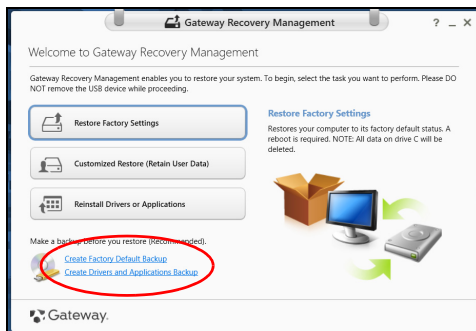 Gateway Recovery Management
? _ X
Welcome to Gateway Recovery Management
Gateway Recovery Management enables you to restore your system. To begin, select the task you want to perform. Please DO
NOT remove the USB device while proceeding.
Restore Factory Settings
Customized Restore (Retain User Data)
Reinstall Drivers or Applications
Restore Factory Settings
Restores your computer to its factory default status. A
reboot is required. NOTE: All data on drive C will be
deleted.
Make a backup before you restore (Recommended).
Create Factory Default Backup
Create Drivers and Applications Backup
Gateway.